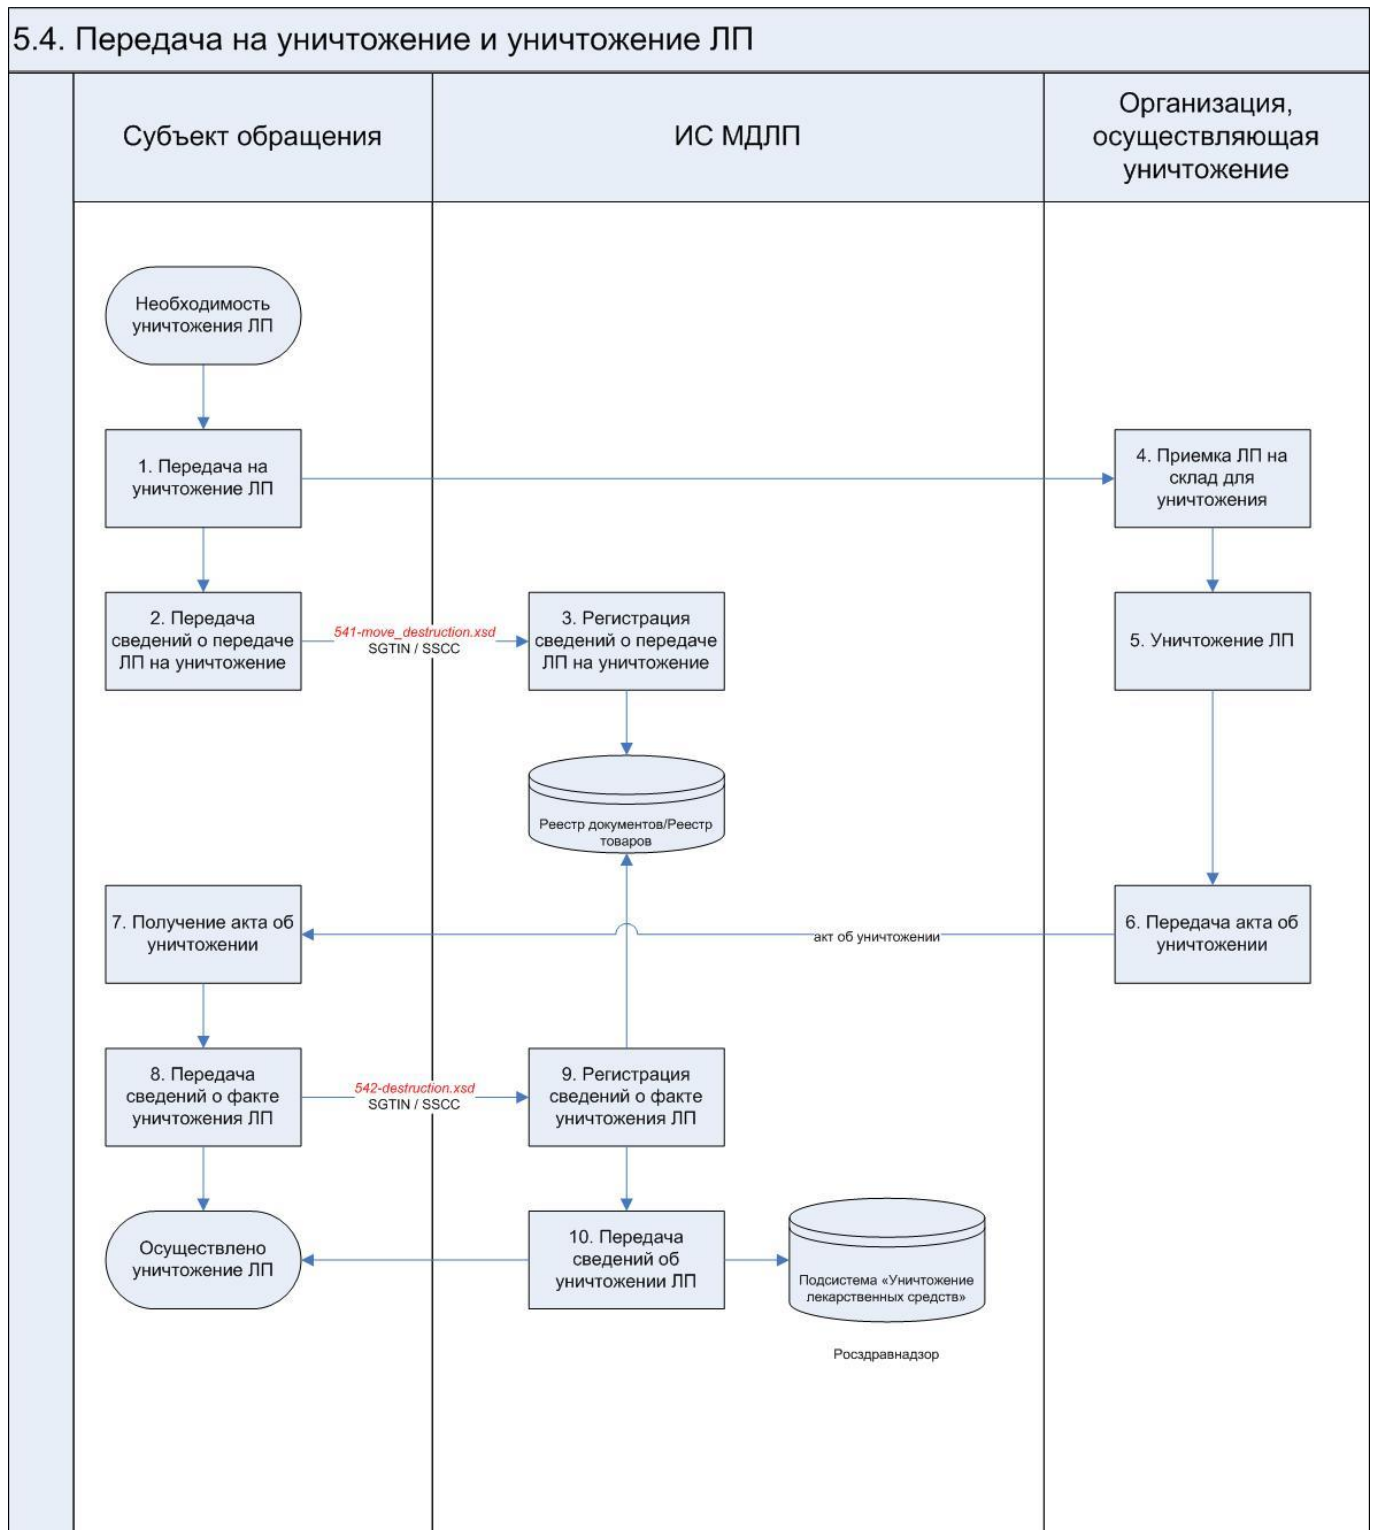 5.4. Передача на уничтожение и уничтожение ЛП
Субъект обращения
ИС МДЛП
Организация,
осуществляющая
уничтожение
Необходимость
уничтожения ЛП
1. Передача на
уничтожение ЛП
4. Приемка ЛП на
склад для
уничтожения
2. Передача
сведений о передаче
ЛП на уничтожение
541-move_destruction.xsd
SGTIN / SSCC
3. Регистрация
сведений о передаче
ЛП на уничтожение
5. Уничтожение ЛП
Реестр документов/Реестр
товаров
7. Получение акта об
уничтожении
акт об уничтожении
6. Передача акта об
уничтожении
8. Передача
сведений о факте
уничтожения ЛП
542-destruction.xsd
SGTIN / SSCC
9. Регистрация
сведений о факте
уничтожения ЛП
Осуществлено
уничтожение ЛП
10. Передача
сведений об
уничтожении ЛП
Подсистема «Уничтожение
лекарственных средств»
Росздравнадзор